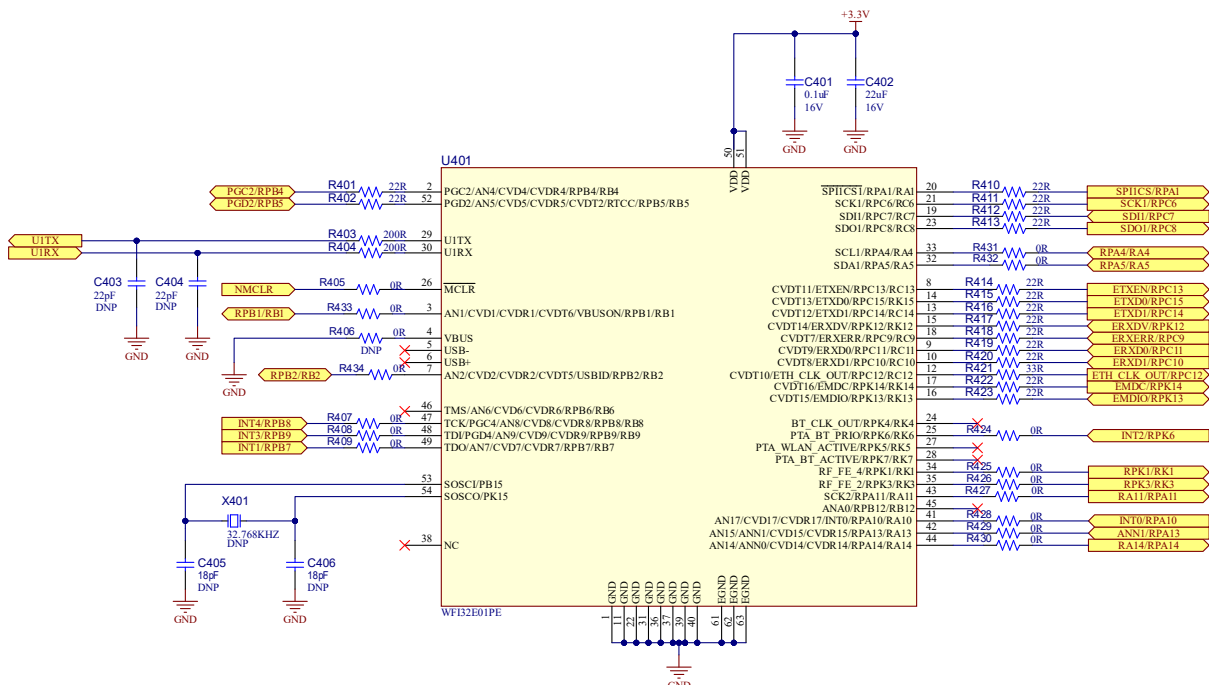 +3.3V
C401
0.1uF
16V
C402
22uF
16V
GND
GND
50
51
VDD
VDD
U401
PGC2/RPB4
R401
22R
2
PGC2/AN4/CVD4/CVDR4/RPB4/RB4
PGD2/RPB5
R402
22R
52
PGD2/AN5/CVD5/CVDR5/CVDT2/RTCC/RPB5/RB5
U1TX
R403
200R
29
U1TX
U1RX
R404
200R
30
U1RX
C403
22pF
DNP
C404
22pF
DNP
GND
GND
NMCLR
R405
0R
26
MCLR
RPB1/RB1
R433
0R
3
AN1/CVD1/CVDR1/CVDT6/VBUSON/RPB1/RB1
R406
0R
DNP
4
VBUS
GND
5
USB-
6
USB+
RPB2/RB2
R434
0R
7
AN2/CVD2/CVDR2/CVDT5/USBID/RPB2/RB2
46
TMS/AN6/CVD6/CVDR6/RPB6/RB6
INT4/RPB8
R407
0R
47
TCK/PGC4/AN8/CVD8/CVDR8/RPB8/RB8
INT3/RPB9
R408
0R
48
TDI/PGD4/AN9/CVD9/CVDR9/RPB9/RB9
INT1/RPB7
R409
0R
49
TDO/AN7/CVD7/CVDR7/RPB7/RB7
53
SOSCI/PB15
54
SOSCO/PK15
X401
32.768KHZ
DNP
C405
18pF
DNP
C406
18pF
DNP
GND
GND
38
NC
SPI1CS1/RPA1/RA1
20
R410
22R
SPI1CS/RPA1
SCK1/RPC6/RC6
21
R411
22R
SCK1/RPC6
SDI1/RPC7/RC7
19
R412
22R
SDI1/RPC7
SDO1/RPC8/RC8
23
R413
22R
SDO1/RPC8
SCL1/RPA4/RA4
33
R431
0R
RPA4/RA4
SDA1/RPA5/RA5
32
R432
0R
RPA5/RA5
CVDT11/ETXEN/RPC13/RC13
8
R414
22R
ETXEN/RPC13
CVDT13/ETXD0/RPC15/RK15
14
R415
22R
ETXD0/RPC15
CVDT12/ETXD1/RPC14/RC14
13
R416
22R
ETXD1/RPC14
CVDT14/ERXDV/RPK12/RK12
15
R417
22R
ERXDV/RPK12
CVDT7/ERXERR/RPC9/RC9
18
R418
22R
ERXERR/RPC9
CVDT9/ERXD0/RPC11/RC11
9
R419
22R
ERXD0/RPC11
CVDT8/ERXD1/RPC10/RC10
10
R420
22R
ERXD1/RPC10
CVDT10/ETH_CLK_OUT/RPC12/RC12
12
R421
33R
ETH CLK OUT/RPC12
CVDT16/EMDC/RPK14/RK14
17
R422
22R
EMDC/RPK14
CVDT15/EMDIO/RPK13/RK13
16
R423
22R
EMDIO/RPK13
BT_CLK_OUT/RPK4/RK4
24
PTA_BT_PRIO/RPK6/RK6
25
R424
0R
INT2/RPK6
PTA_WLAN_ACTIVE/RPK5/RK5
27
PTA_BT_ACTIVE/RPK7/RK7
28
RF_FE_4/RPK1/RK1
34
R425
0R
RPK1/RK1
RF_FE_2/RPK3/RK3
35
R426
0R
RPK3/RK3
SCK2/RPA11/RA11
43
R427
0R
RA11/RPA11
ANA0/RPB12/RB12
45
AN17/CVD17/CVDR17/INT0/RPA10/RA10
41
R428
0R
INT0/RPA10
AN15/ANN1/CVD15/CVDR15/RPA13/RA13
42
R429
0R
ANN1/RPA13
AN14/ANN0/CVD14/CVDR14/RPA14/RA14
44
R430
0R
RA14/RPA14
GND
GND
GND
GND
GND
GND
GND
GND
EGND
EGND
EGND
WFI32E01PE
1
11
22
31
36
37
39
40
61
62
63
GND